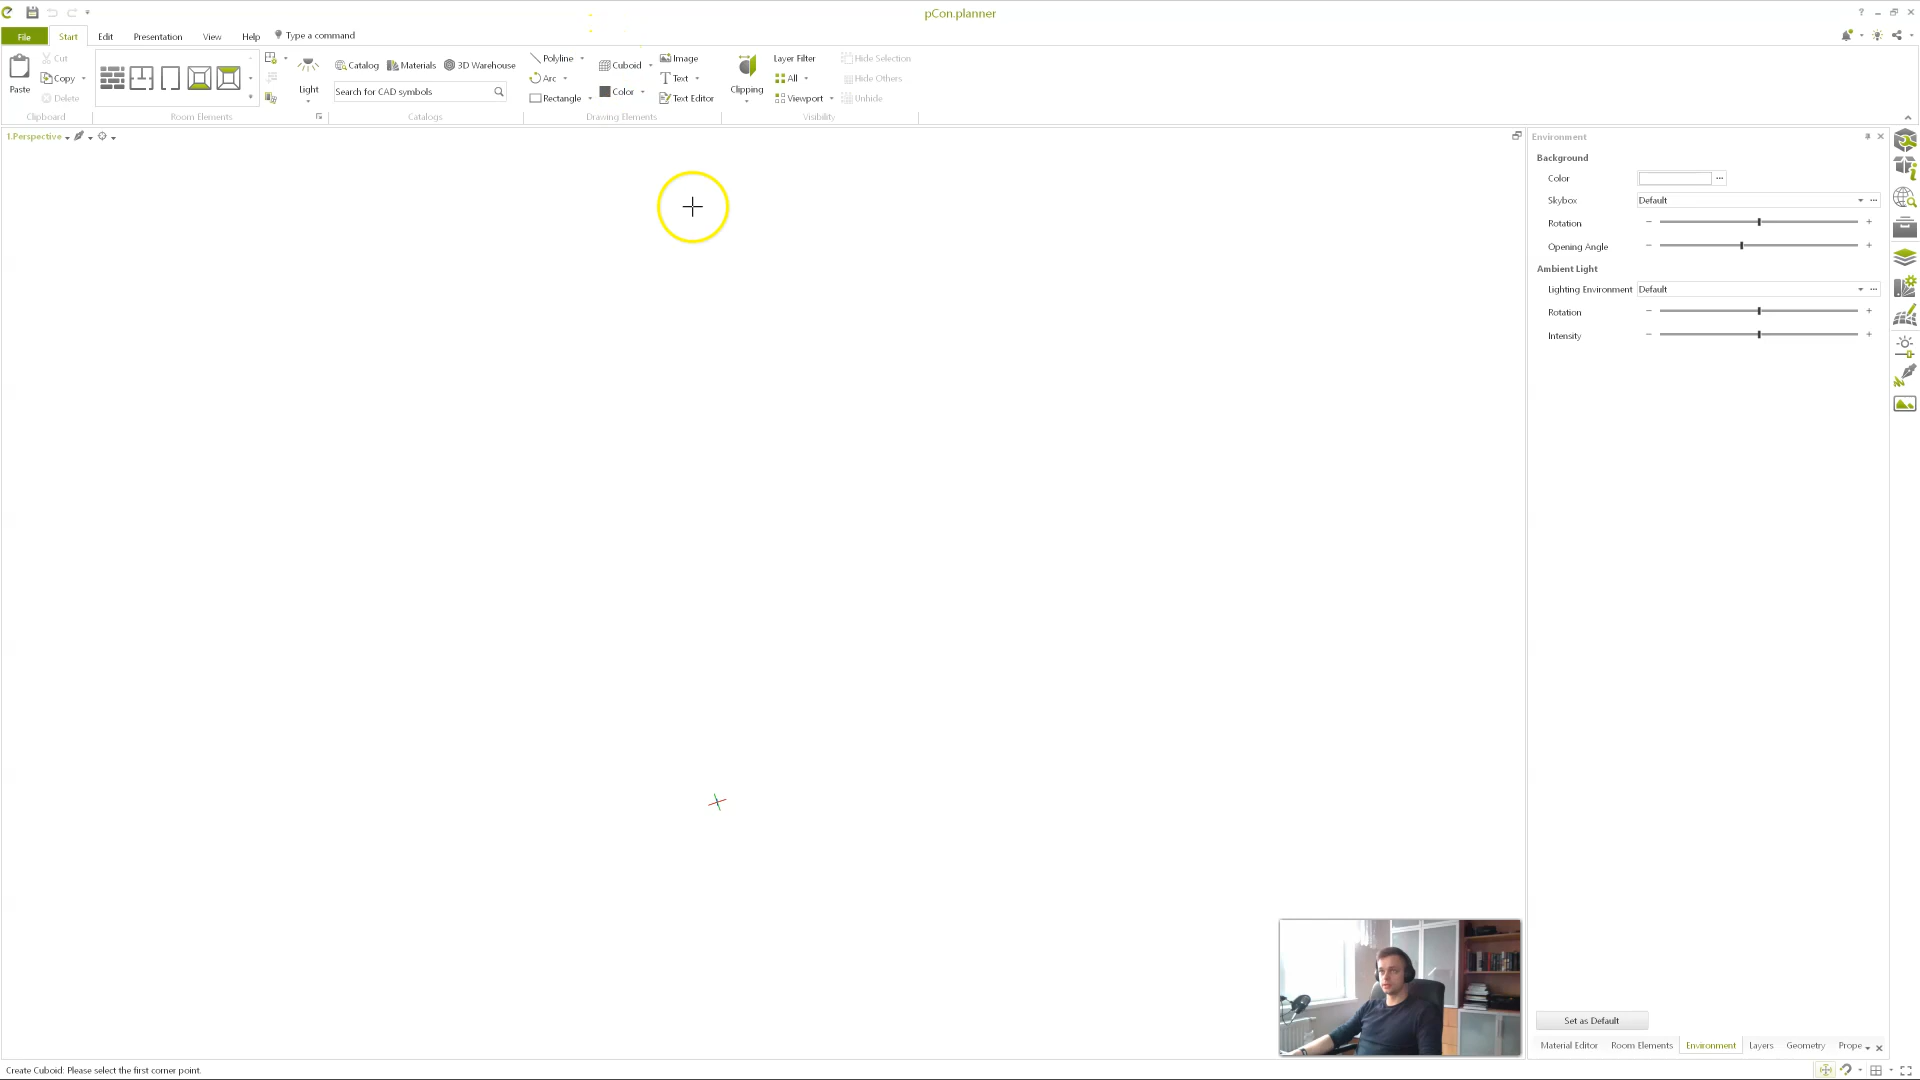 pCon.planner
File Start Edit Presentation View Help Type a command
Paste Cut Copy Delete
Clipboard
Room Elements
Light
Catalog Materials 3D Warehouse
Search for CAD symbols
Catalogs
Polyline Cuboid Image
Arc Color Text
Rectangle Text Editor
Drawing Elements
Clipping
Layer Filter
All
Viewport
Hide Selection
Hide Others
Unhide
Visibility
1.Perspective
Environment
Background
Color
Skybox Default
Rotation
Opening Angle
Ambient Light
Lighting Environment Default
Rotation
Intensity
Set as Default
Material Editor Room Elements Environment Layers Geometry Prope
Create Cuboid: Please select the first corner point.